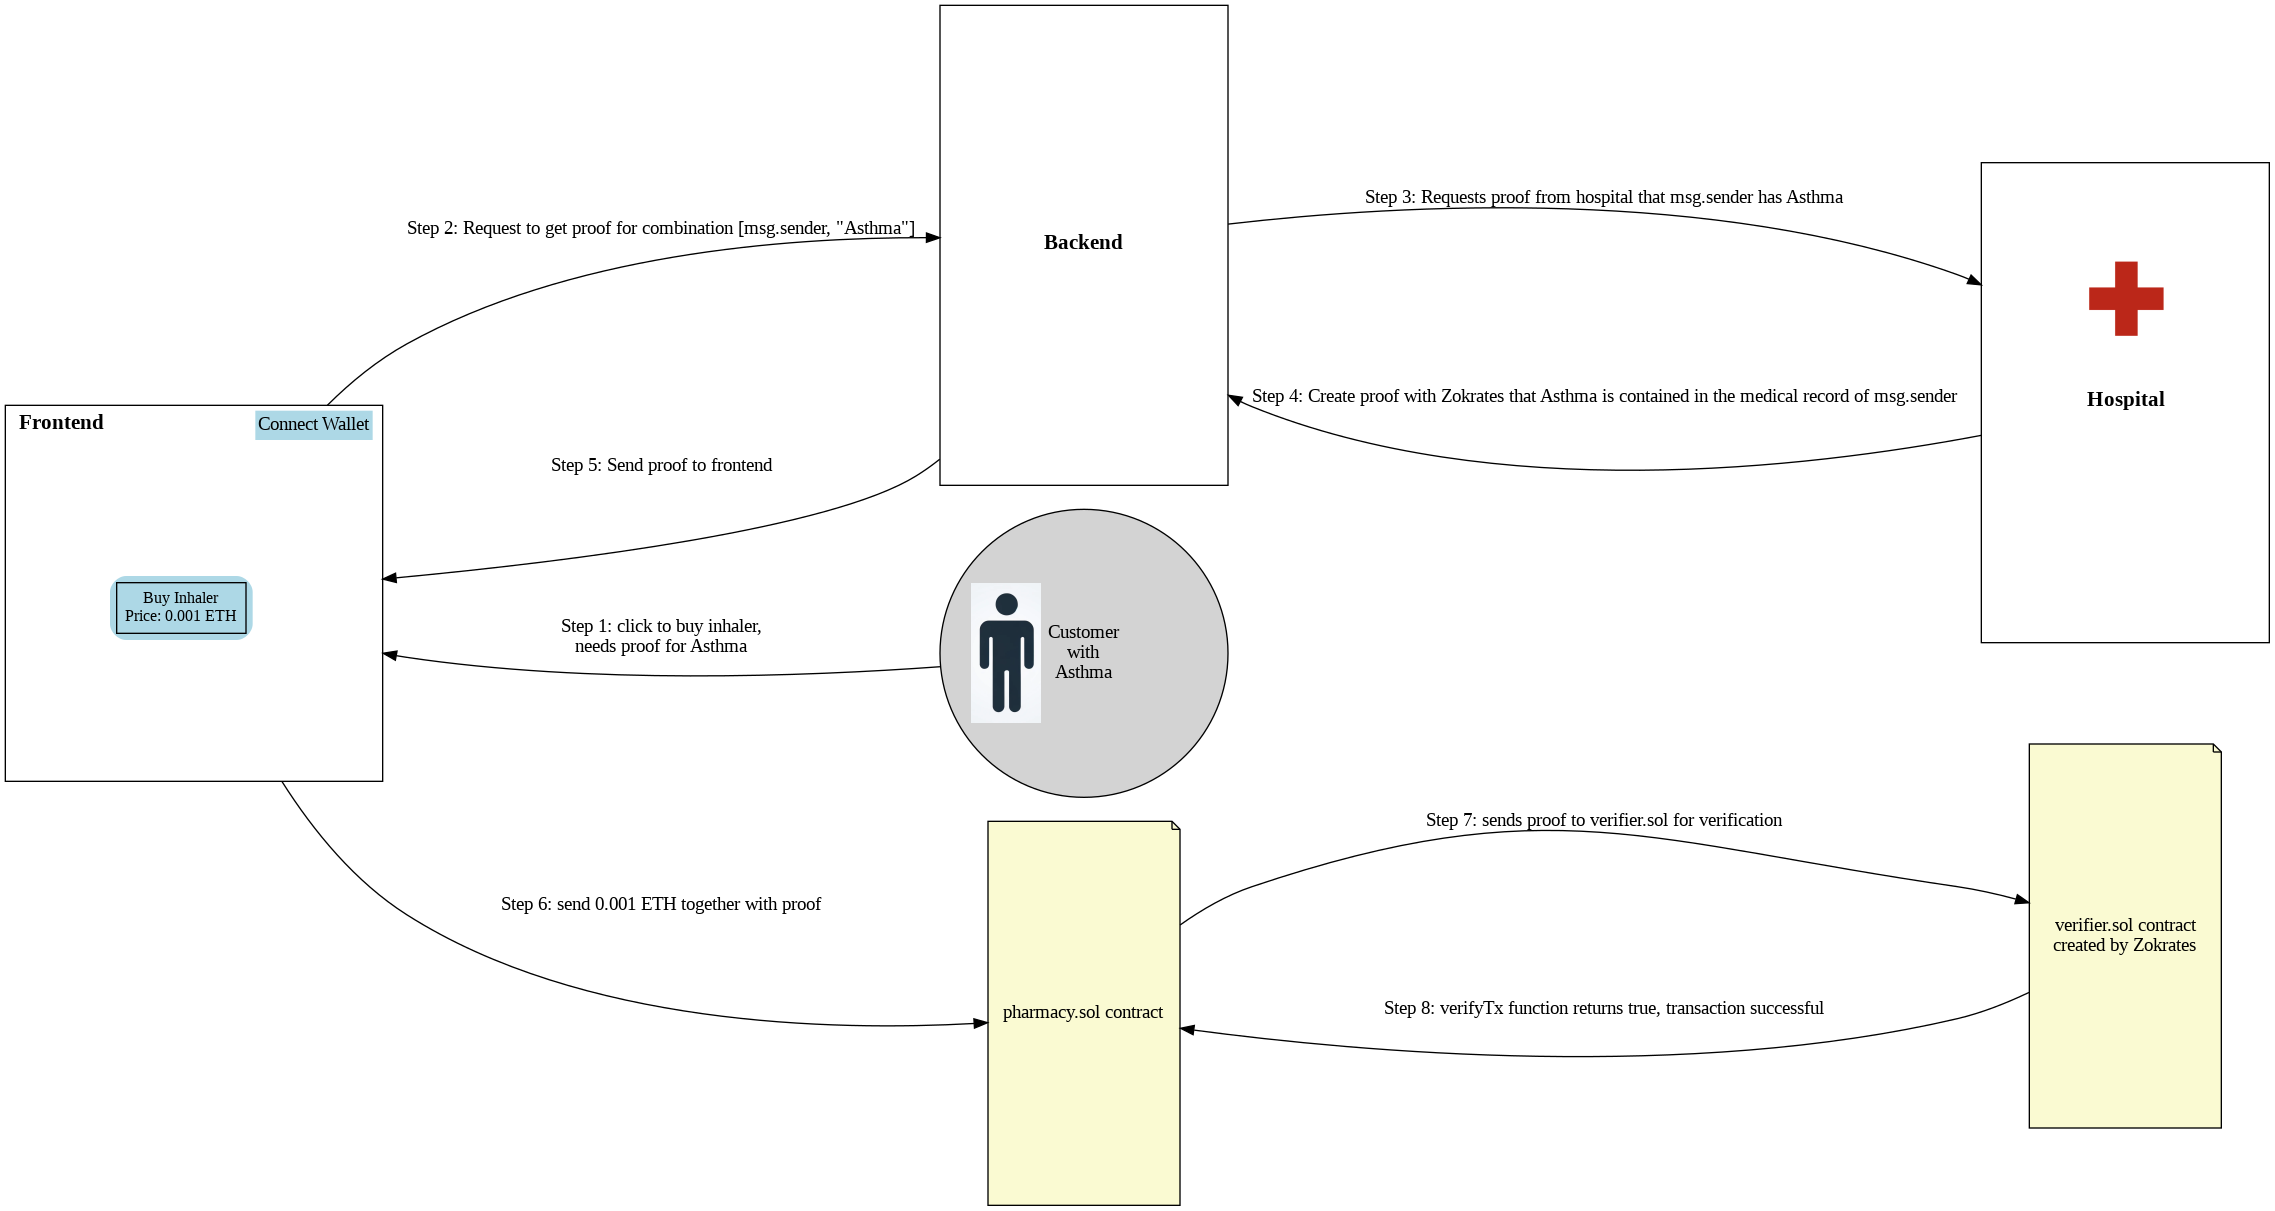 Step 3: Requests proof from hospital that msg.sender has Asthma
Step 2: Request to get proof for combination [msg.sender, "Asthma"]
Backend
Step 4: Create proof with Zokrates that Asthma is contained in the medical record of msg.sender
Hospital
Frontend
Connect Wallet
Step 5: Send proof to frontend
Buy Inhaler
Price: 0.001 ETH
Step 1: click to buy inhaler,
needs proof for Asthma
Customer
with
Asthma
Step 7: sends proof to verifier.sol for verification
Step 6: send 0.001 ETH together with proof
verifier.sol contract
created by Zokrates
pharmacy.sol contract
Step 8: verifyTx function returns true, transaction successful